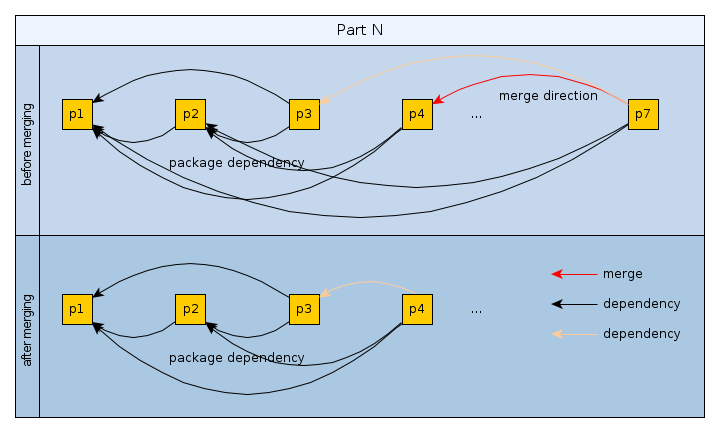 Part N
before merging
p1
p2
p3
p4
...
p7
merge direction
package dependency
after merging
p1
p2
p3
p4
...
package dependency
merge
dependency
dependency